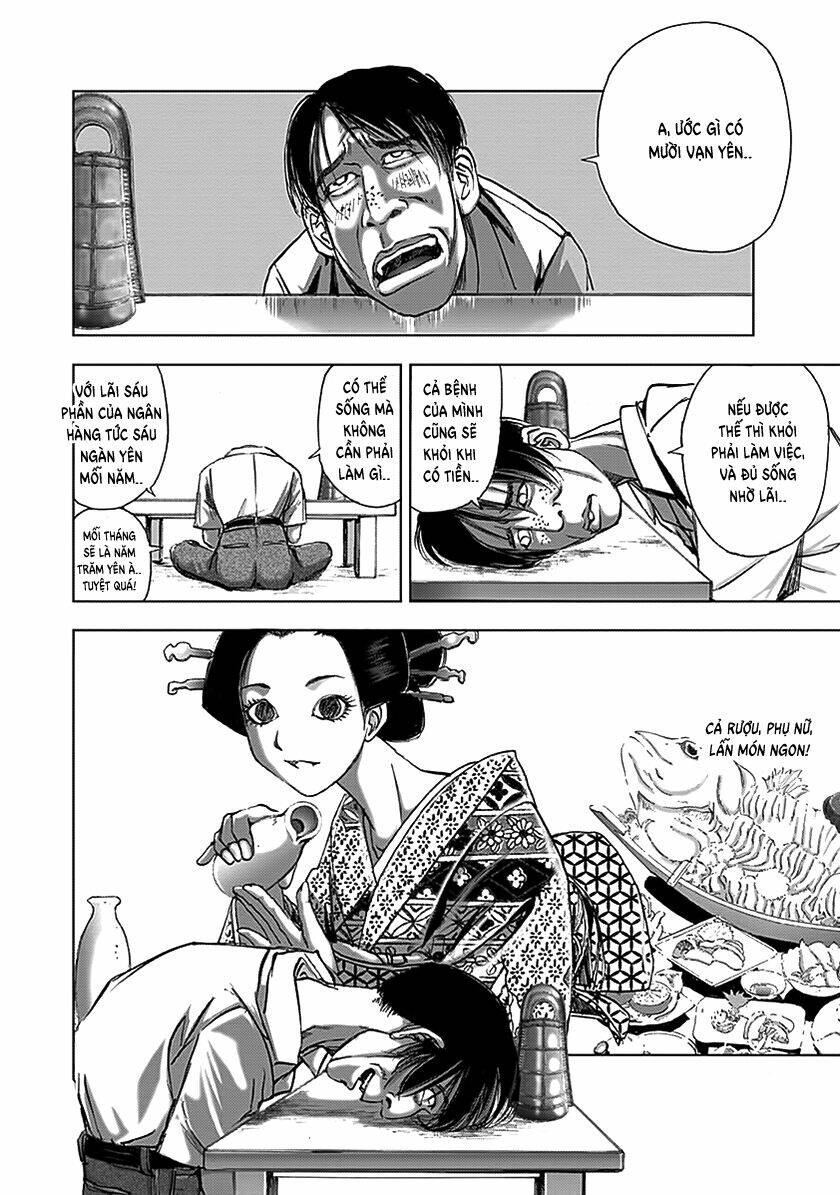 A, ƯỚC GÌ CÓ
MƯỜI VẠN YÊN..
NẾU ĐƯỢC
THẾ THÌ KHỎI
PHẢI LÀM VIỆC,
VÀ ĐỦ SỐNG
NHỜ LÃI..
CẢ BỆNH
CỦA MÌNH
CŨNG SẼ
KHỎI KHI
CÓ TIỀN..
CÓ THỂ
SỐNG MÀ
KHÔNG
CẦN PHẢI
LÀM GÌ..
VỚI LÃI SÁU
PHẦN CỦA NGÂN
HÀNG TỨC SÁU
NGÀN YÊN
MỖI NĂM..
MỖI THÁNG
SẼ LÀ NĂM
TRĂM YÊN À..
TUYỆT QUÁ!
CẢ RƯỢU, PHỤ NỮ,
LẪN MÓN NGON!